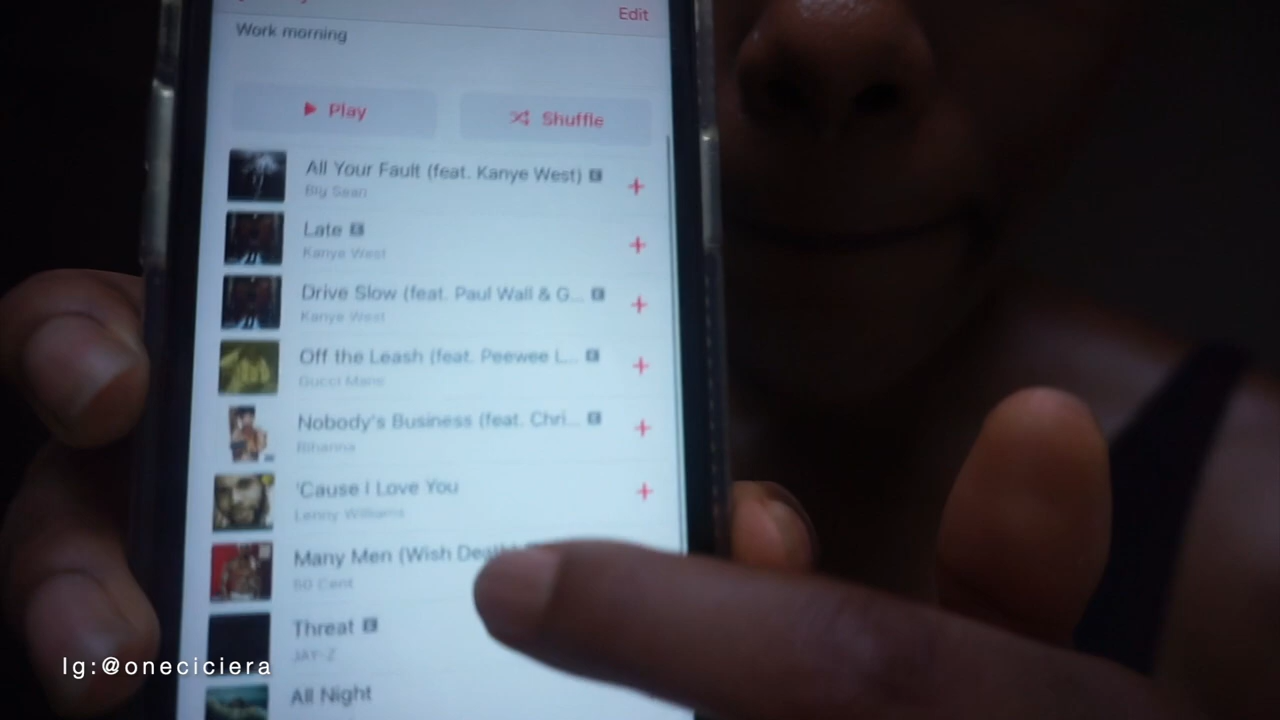 Edit
Work morning
Play
Shuffle
All Your Fault (feat. Kanye West) E
Big Sean
+
Late E
Kanye West
+
Drive Slow (feat. Paul Wall & G... E
Kanye West
+
Off the Leash (feat. Peewee L... E
Gucci Mane
+
Nobody's Business (feat. Chri... E
Rihanna
+
'Cause I Love You
Lenny Williams
+
Many Men (Wish Death)
50 Cent
Threat E
JAY-Z
All Night
Ig:@oneciciera